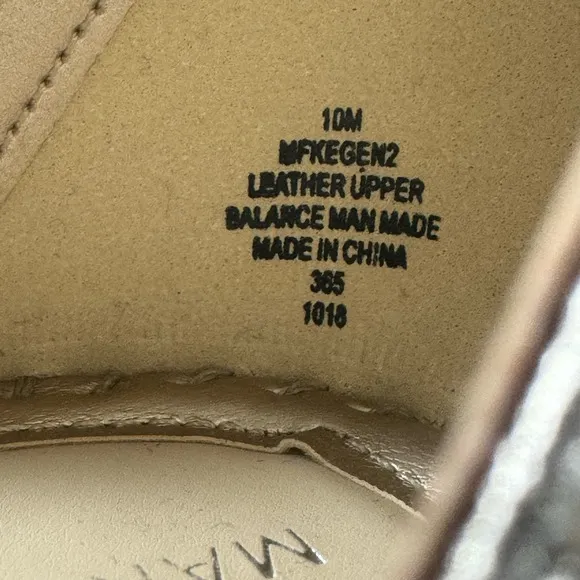 10M
MFKEGEN2
LEATHER UPPER
BALANCE MAN MADE
MADE IN CHINA
365
1018